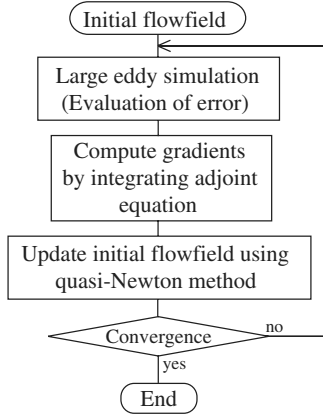 Initial flowfield
Large eddy simulation
(Evaluation of error)
Compute gradients
by integrating adjoint
equation
Update initial flowfield using
quasi-Newton method
Convergence
no
yes
End